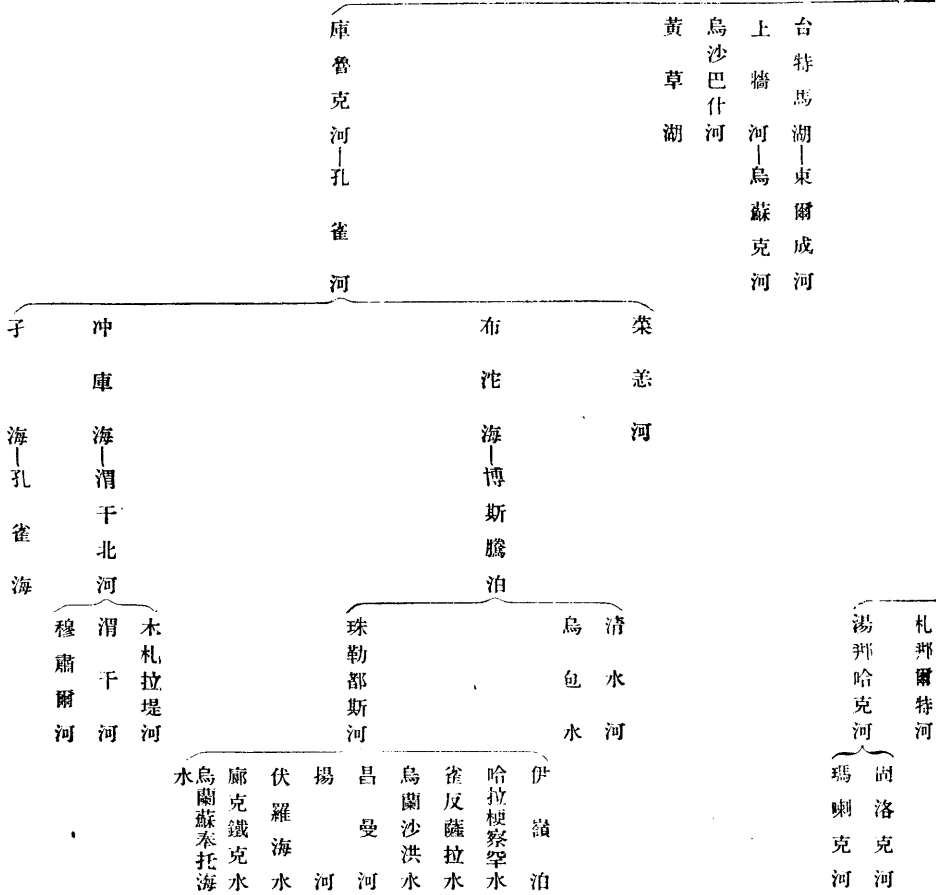 台特馬湖—東爾成河
上牆河—烏蘇克河
烏沙巴什河
黃草湖
庫魯克河—孔雀河
菜恙河
布沱海—博斯騰泊
冲庫海—渭干北河
子海—孔雀海
札那爾特河
湯那哈克河
清水河
烏包水
珠勒都斯河
木札拉堤河
渭干河
穆肅爾河
固洛克河
瑪喇克河
伊嶺泊
哈拉梗察罕水
雀反薩拉水
烏蘭沙洪水
昌曼河
揚河
伏羅海水
廊克鐵克水
烏蘭蘇奉托海水